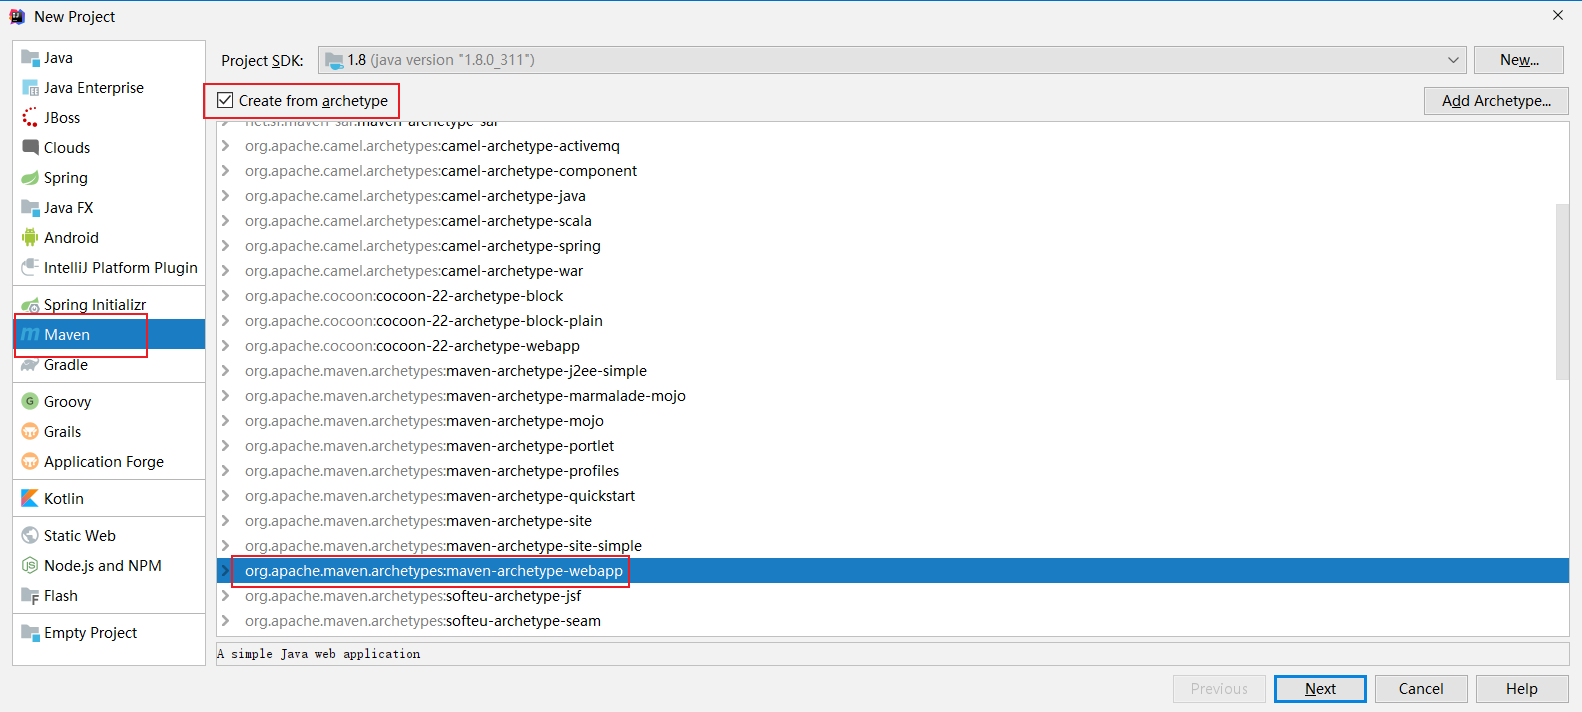 New Project
Java
Java Enterprise
JBoss
Clouds
Spring
Java FX
Android
IntelliJ Platform Plugin
Spring Initializr
Maven
Gradle
Groovy
Grails
Application Forge
Kotlin
Static Web
Node.js and NPM
Flash
Empty Project
Project SDK: 1.8 (java version "1.8.0_311") New...
Create from archetype Add Archetype...
net.sf.maven-sar:maven-archetype-sar
org.apache.camel.archetypes:camel-archetype-activemq
org.apache.camel.archetypes:camel-archetype-component
org.apache.camel.archetypes:camel-archetype-java
org.apache.camel.archetypes:camel-archetype-scala
org.apache.camel.archetypes:camel-archetype-spring
org.apache.camel.archetypes:camel-archetype-war
org.apache.cocoon:cocoon-22-archetype-block
org.apache.cocoon:cocoon-22-archetype-block-plain
org.apache.cocoon:cocoon-22-archetype-webapp
org.apache.maven.archetypes:maven-archetype-j2ee-simple
org.apache.maven.archetypes:maven-archetype-marmalade-mojo
org.apache.maven.archetypes:maven-archetype-mojo
org.apache.maven.archetypes:maven-archetype-portlet
org.apache.maven.archetypes:maven-archetype-profiles
org.apache.maven.archetypes:maven-archetype-quickstart
org.apache.maven.archetypes:maven-archetype-site
org.apache.maven.archetypes:maven-archetype-site-simple
org.apache.maven.archetypes:maven-archetype-webapp
org.apache.maven.archetypes:softeu-archetype-jsf
org.apache.maven.archetypes:softeu-archetype-seam
A simple Java web application
Previous Next Cancel Help